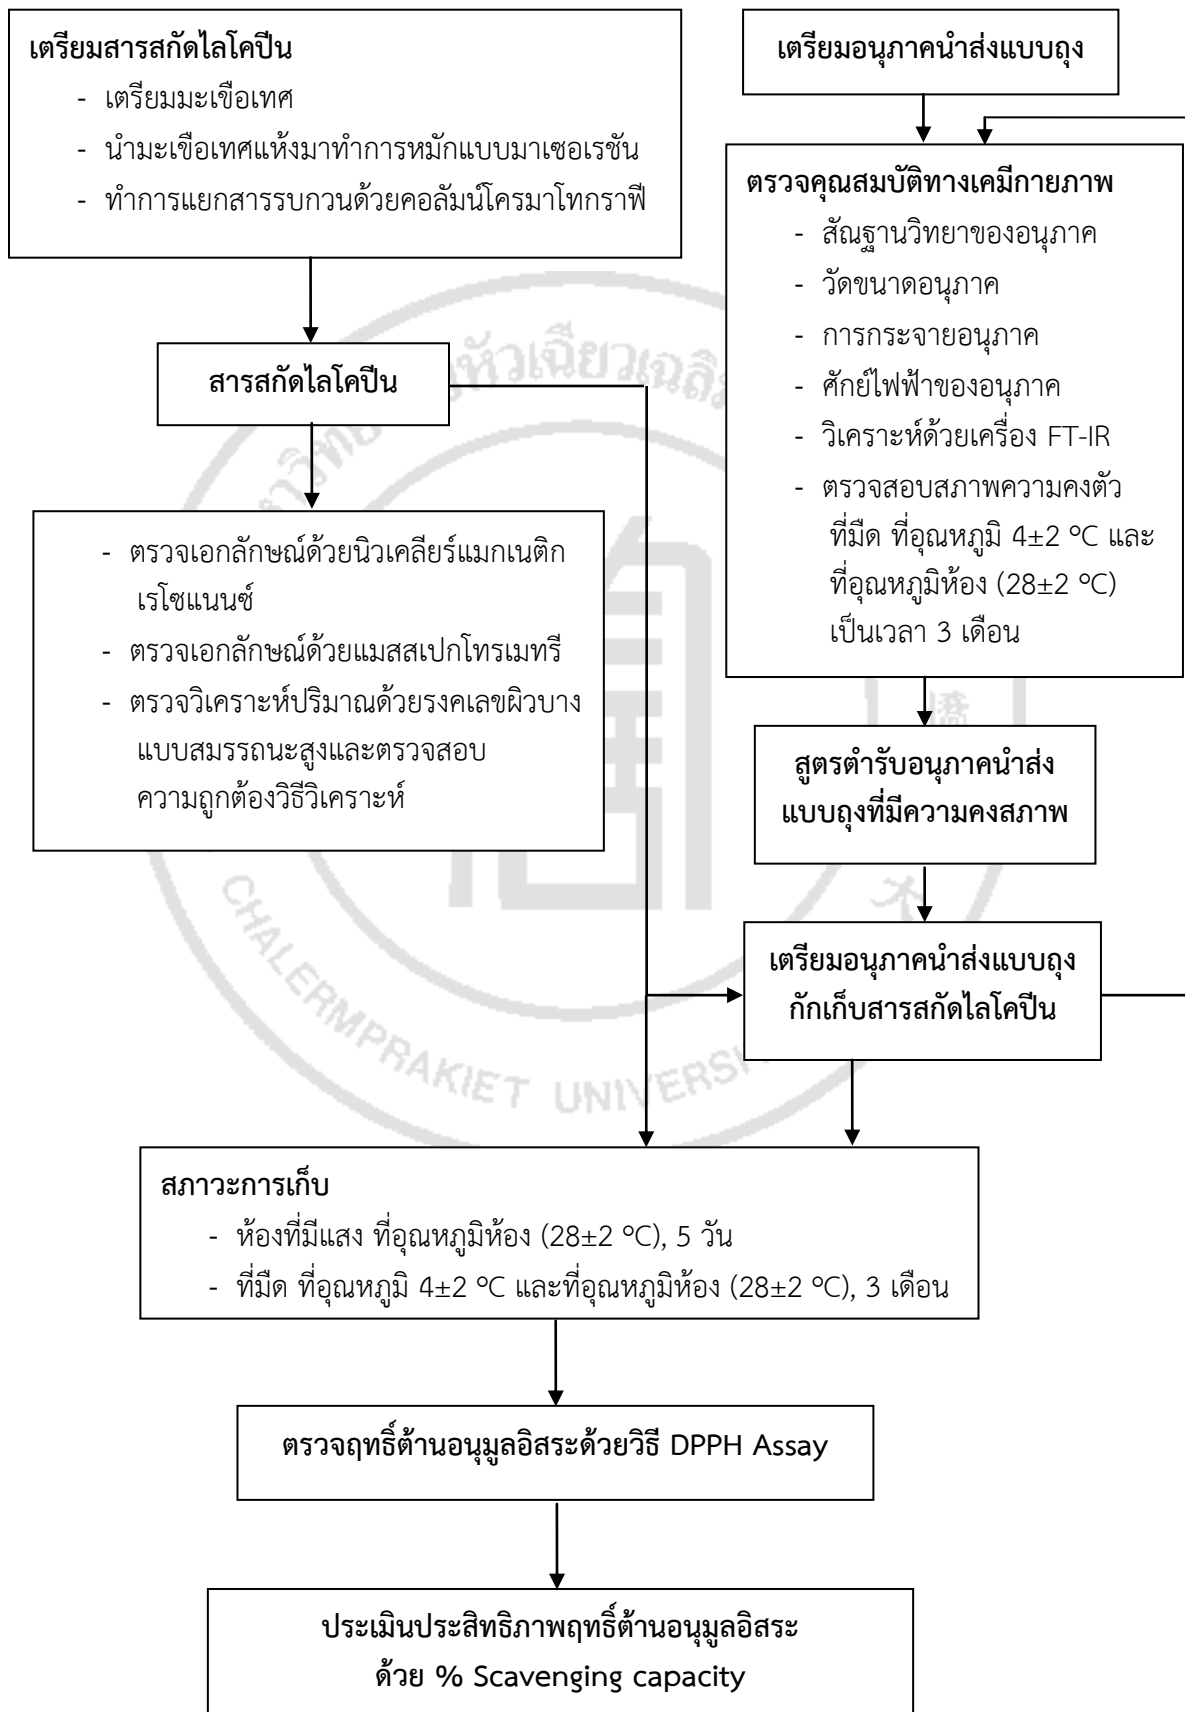 เตรียมสารสกัดไลโคปีน
- เตรียมมะเขือเทศ
- นำมะเขือเทศแห้งมาทำการหมักแบบมาเซอเรชัน
- ทำการแยกสารรบกวนด้วยคอลัมน์โครมาโทกราฟี
สารสกัดไลโคปีน
- ตรวจเอกลักษณ์ด้วยนิวเคลียร์แมกเนติก
เรโซแนนซ์
- ตรวจเอกลักษณ์ด้วยแมสสเปกโทรเมทรี
- ตรวจวิเคราะห์ปริมาณด้วยรงคเลขผิวบาง
แบบสมรรถนะสูงและตรวจสอบ
ความถูกต้องวิธีวิเคราะห์
เตรียมอนุภาคนำส่งแบบถุง
ตรวจคุณสมบัติทางเคมีกายภาพ
- สัณฐานวิทยาของอนุภาค
- วัดขนาดอนุภาค
- การกระจายอนุภาค
- ศักย์ไฟฟ้าของอนุภาค
- วิเคราะห์ด้วยเครื่อง FT-IR
- ตรวจสอบสภาพความคงตัว
ที่มืด ที่อุณหภูมิ 4±2 °C และ
ที่อุณหภูมิห้อง (28±2 °C)
เป็นเวลา 3 เดือน
สูตรตำรับอนุภาคนำส่ง
แบบถุงที่มีความคงสภาพ
เตรียมอนุภาคนำส่งแบบถุง
กักเก็บสารสกัดไลโคปีน
สภาวะการเก็บ
- ห้องที่มีแสง ที่อุณหภูมิห้อง (28±2 °C), 5 วัน
- ที่มืด ที่อุณหภูมิ 4±2 °C และที่อุณหภูมิห้อง (28±2 °C), 3 เดือน
ตรวจฤทธิ์ต้านอนุมูลอิสระด้วยวิธี DPPH Assay
ประเมินประสิทธิภาพฤทธิ์ต้านอนุมูลอิสระ
ด้วย % Scavenging capacity
CHALERMPRAKIET